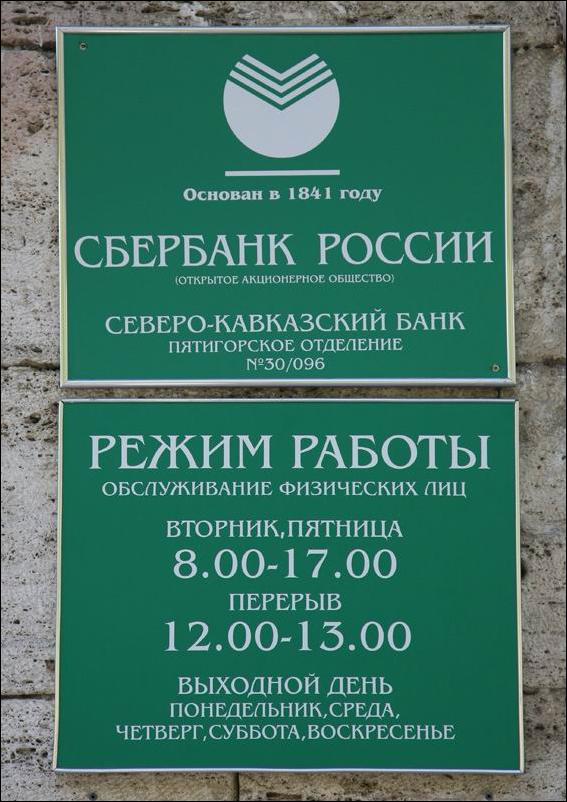 Основан в 1841 году
СБЕРБАНК РОССИИ
(ОТКРЫТОЕ АКЦИОНЕРНОЕ ОБЩЕСТВО)
СЕВЕРО-КАВКАЗСКИЙ БАНК
ПЯТИГОРСКОЕ ОТДЕЛЕНИЕ
№30/096
РЕЖИМ РАБОТЫ
ОБСЛУЖИВАНИЕ ФИЗИЧЕСКИХ ЛИЦ
ВТОРНИК,ПЯТНИЦА
8.00-17.00
ПЕРЕРЫВ
12.00-13.00
ВЫХОДНОЙ ДЕНЬ
ПОНЕДЕЛЬНИК,СРЕДА,
ЧЕТВЕРГ,СУББОТА,ВОСКРЕСЕНЬЕ